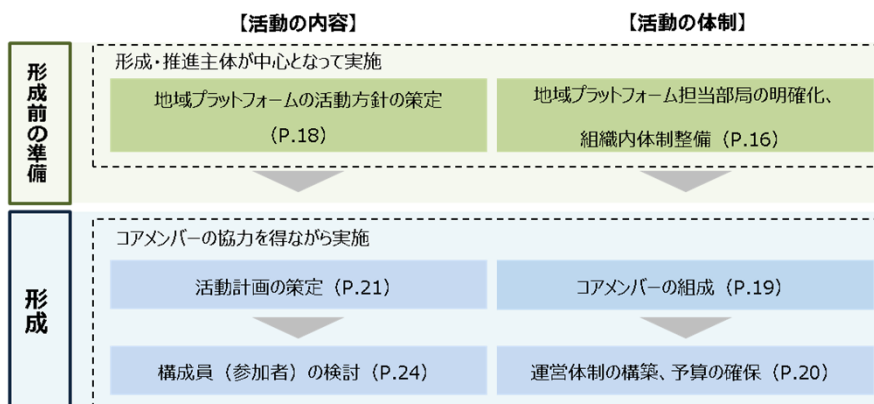 【活動の内容】
【活動の体制】
形成前の準備
形成・推進主体が中心となって実施
地域プラットフォームの活動方針の策定
(P.18)
地域プラットフォーム担当部局の明確化、
組織内体制整備（P.16）
形成
コアメンバーの協力を得ながら実施
活動計画の策定（P.21）
コアメンバーの組成（P.19）
構成員（参加者）の検討（P.24）
運営体制の構築、予算の確保（P.20）